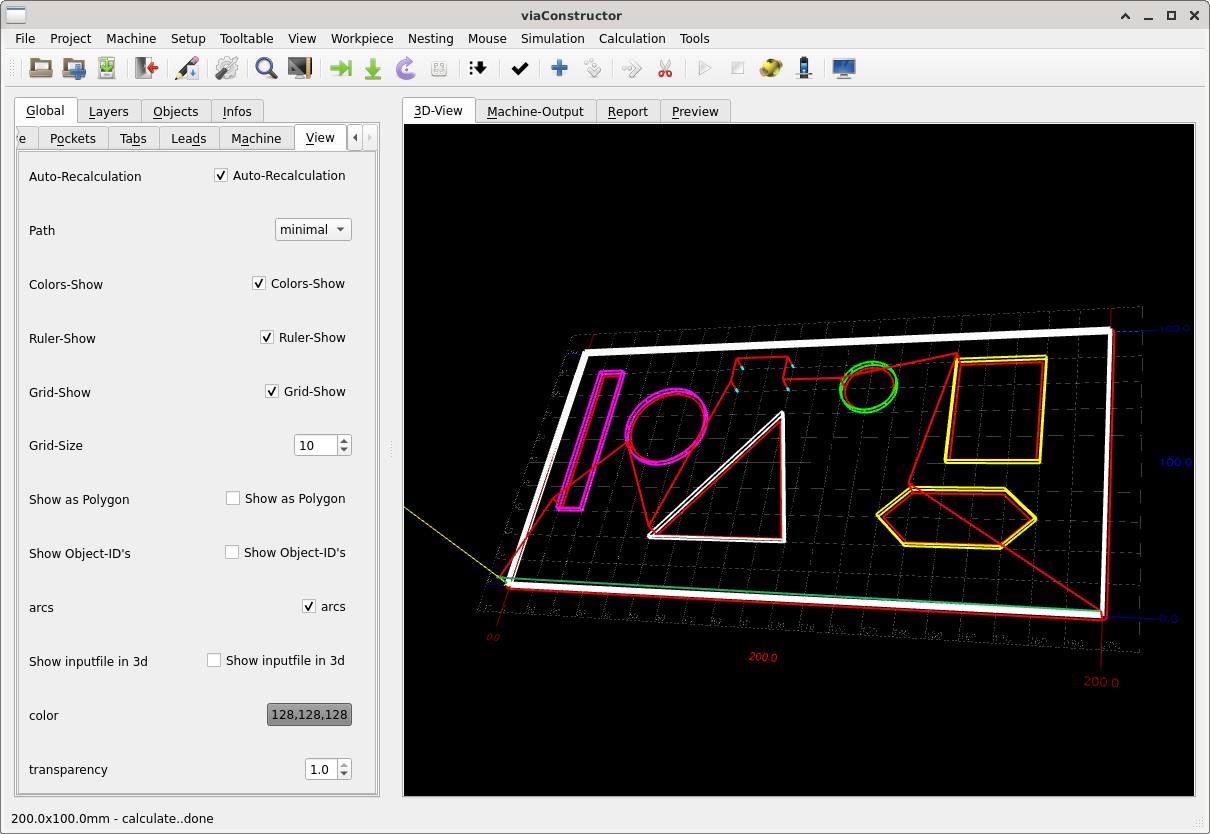 viaConstructor
File Project Machine Setup Tooltable View Workpiece Nesting Mouse Simulation Calculation Tools
Global Layers Objects Infos
e Pockets Tabs Leads Machine View
Auto-Recalculation Auto-Recalculation
Path minimal
Colors-Show Colors-Show
Ruler-Show Ruler-Show
Grid-Show Grid-Show
Grid-Size 10
Show as Polygon Show as Polygon
Show Object-ID's Show Object-ID's
arcs arcs
Show inputfile in 3d Show inputfile in 3d
color 128,128,128
transparency 1.0
3D-View Machine-Output Report Preview
100.0
100.0
0.0
0.0
200.0
200.0
200.0x100.0mm - calculate..done